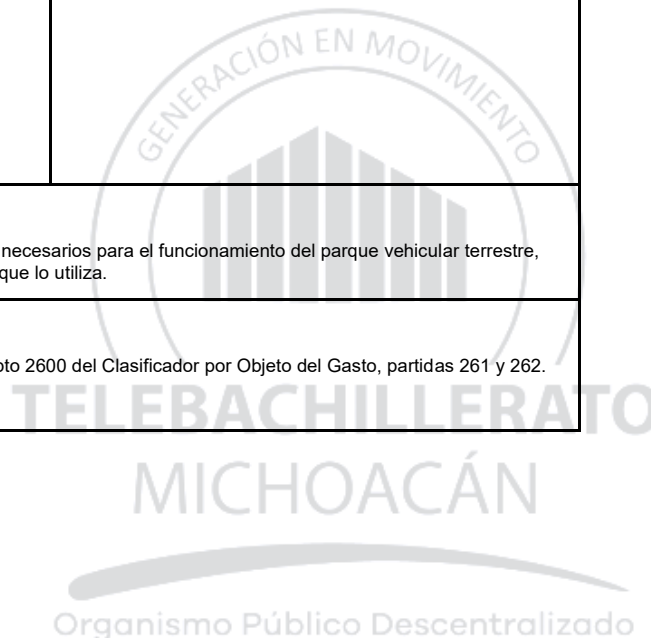 GENERACIÓN EN MOVIMIENTO
necesarios para el funcionamiento del parque vehicular terrestre,
que lo utiliza.
pto 2600 del Clasificador por Objeto del Gasto, partidas 261 y 262.
TELEBACHILLERATO
MICHOACÁN
Organismo Público Descentralizado